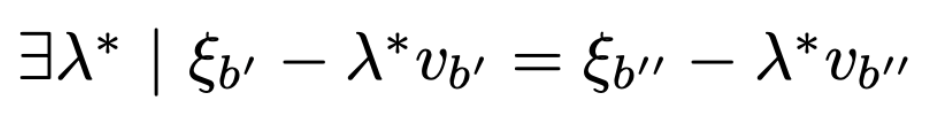 ∃λ* | ξ_{b′} − λ*υ_{b′} = ξ_{b″} − λ*υ_{b″}